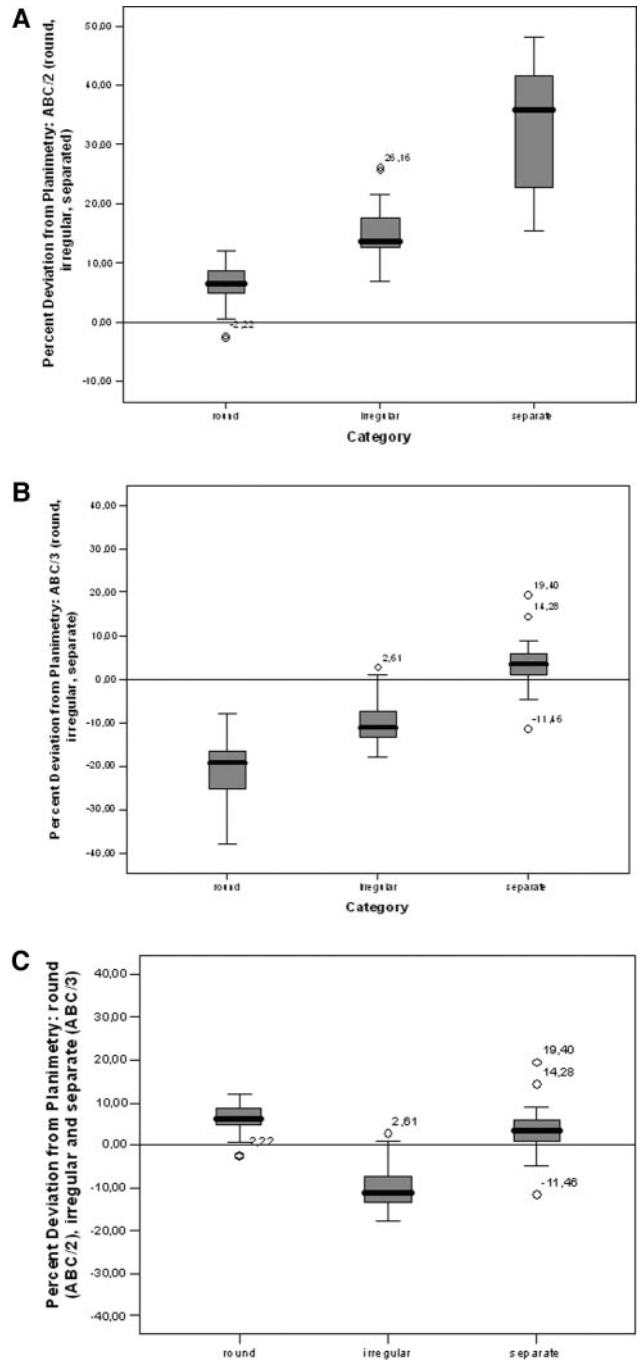 A
Percent Deviation from Planimetry: ABC/2 (round,
irregular, separated)
50,00
40,00
30,00
20,00
10,00
0,00
-10,00
26,16
-2,22
round
irregular
separate
Category
B
Percent Deviation from Planimetry: ABC/3 (round,
irregular, separate)
40,00
30,00
20,00
10,00
0,00
-10,00
-20,00
-30,00
-40,00
2,61
19,40
14,28
-11,46
round
irregular
separate
Category
C
Percent Deviation from Planimetry: round
(ABC/2), irregular and separate (ABC/3)
40,00
30,00
20,00
10,00
0,00
-10,00
-20,00
-30,00
-40,00
2,22
2,61
19,40
14,28
-11,46
round
irregular
separate